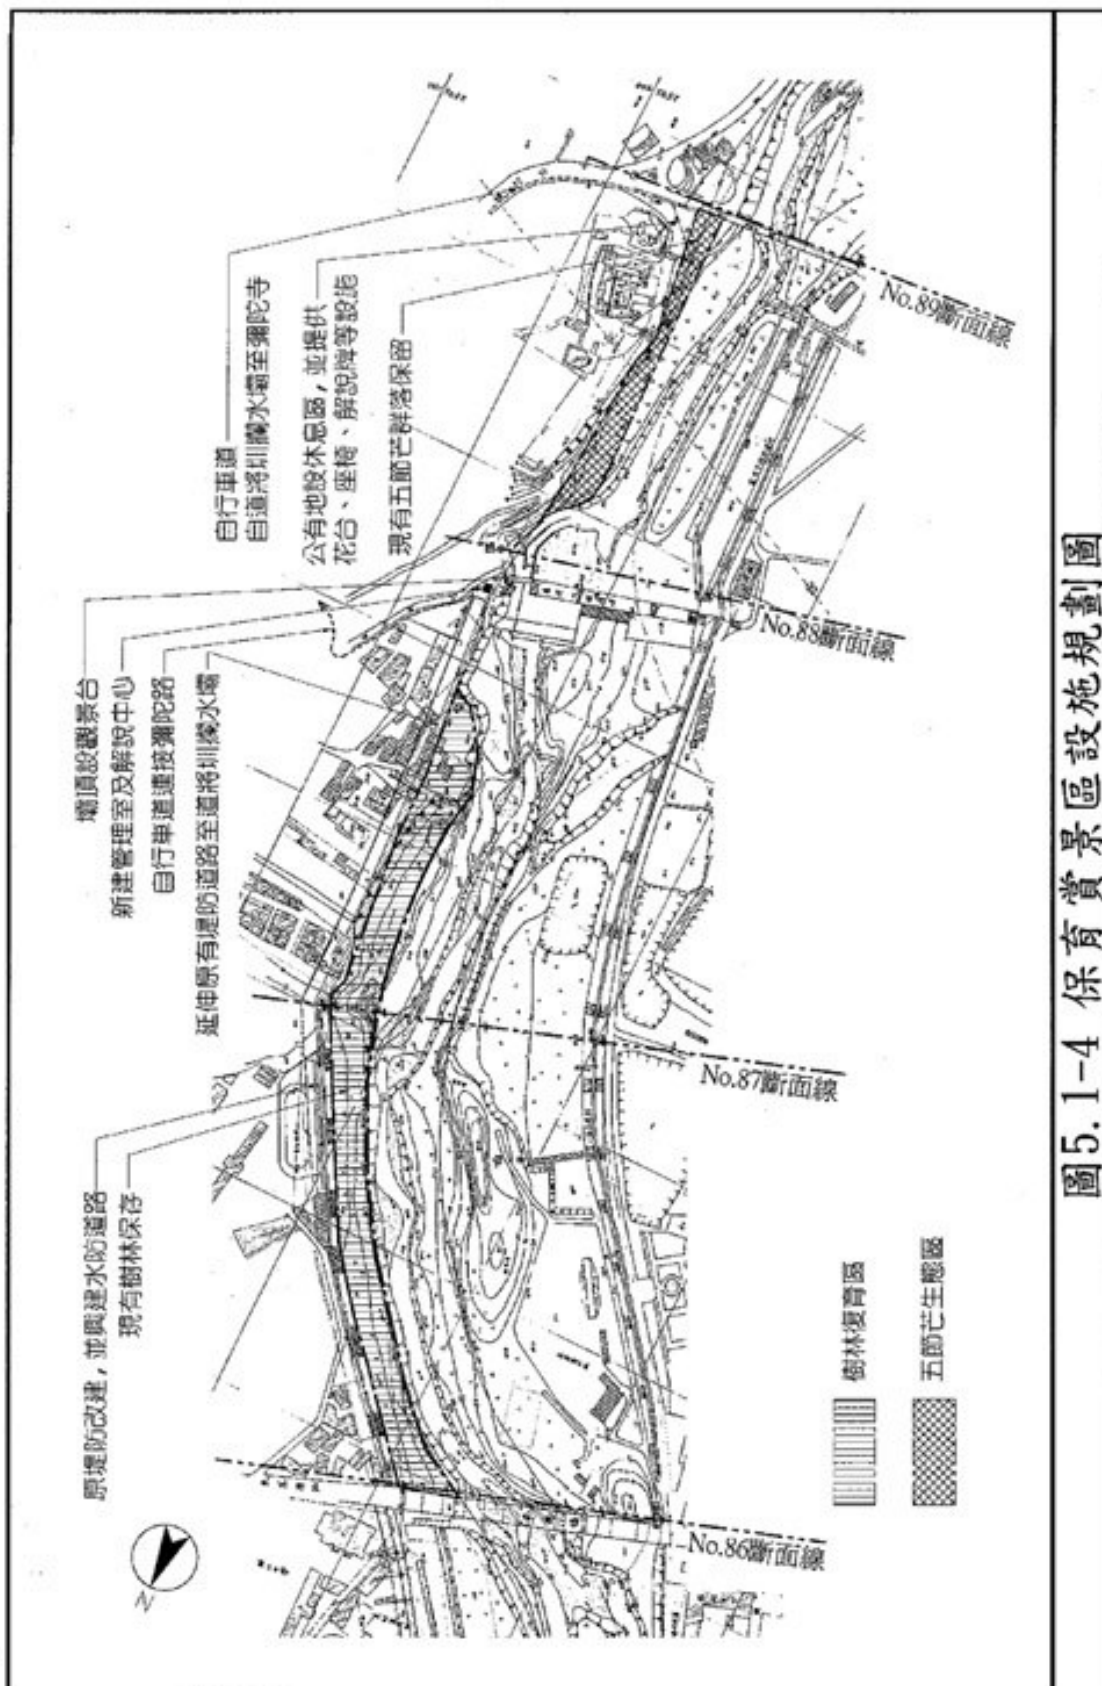 原堤防改建，並興建水防道路
現有樹林保存
壩頂設觀景台
新建管理室及解說中心
自行車道連接彌陀路
延伸原有堤防道路至道將圳攔水壩
自行車道
自道將圳攔水壩至彌陀寺
公有地設休息區，並提供
花台、座椅、解說牌等設施
現有五節芒群落保留
No.86斷面線
No.87斷面線
No.88斷面線
No.89斷面線
N
樹林復育區
五節芒生態區
圖5.1-4 保育賞景區設施規劃圖